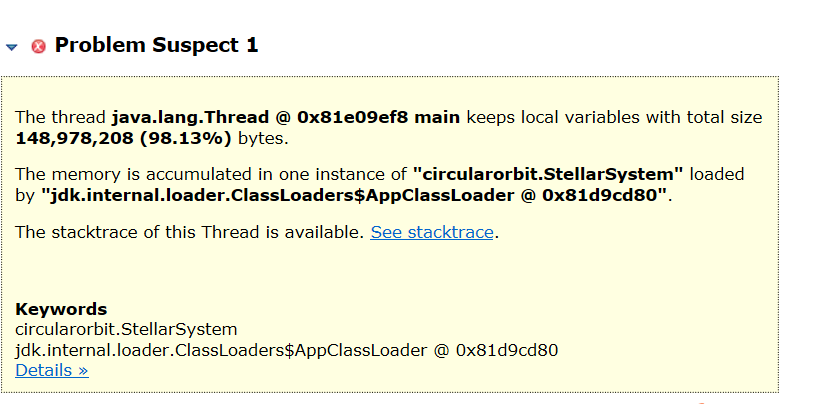 Problem Suspect 1
The thread java.lang.Thread @ 0x81e09ef8 main keeps local variables with total size
148,978,208 (98.13%) bytes.
The memory is accumulated in one instance of "circularorbit.StellarSystem" loaded
by "jdk.internal.loader.ClassLoaders$AppClassLoader @ 0x81d9cd80".
The stacktrace of this Thread is available. See stacktrace.
Keywords
circularorbit.StellarSystem
jdk.internal.loader.ClassLoaders$AppClassLoader @ 0x81d9cd80
Details »